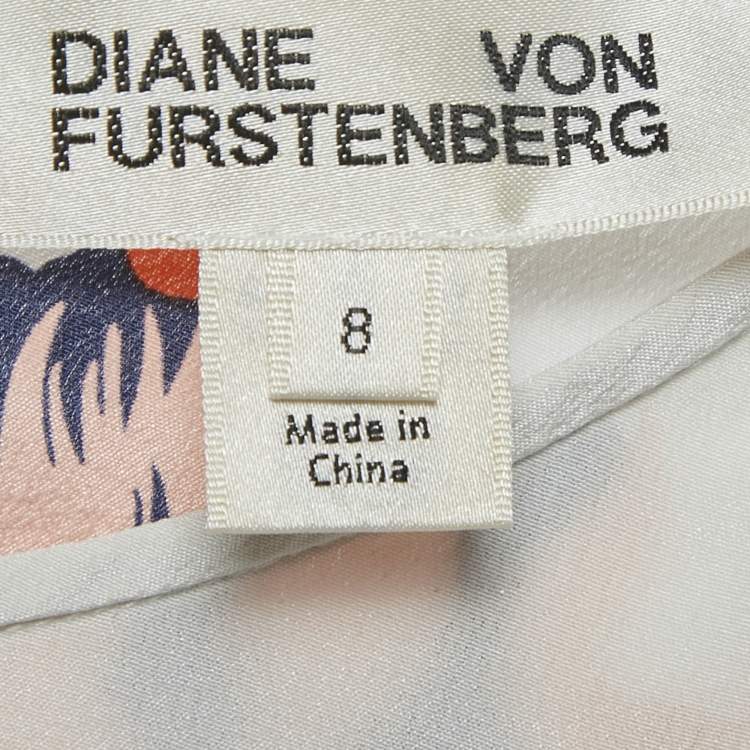 DIANE VON
FURSTENBERG
8
Made in
China